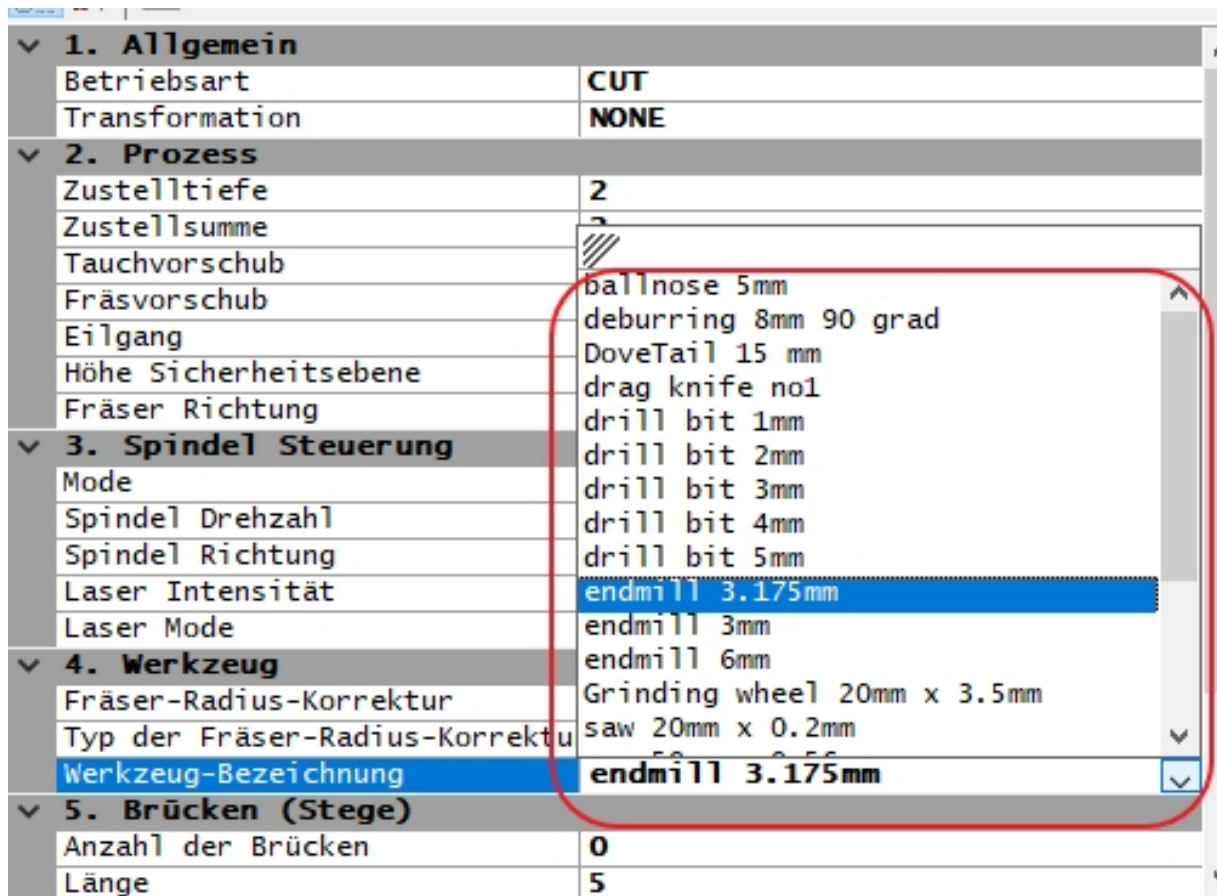 1. Allgemein
Betriebsart CUT
Transformation NONE
2. Prozess
Zustelltiefe 2
Zustellsumme
Tauchvorschub
Fräsvorschub
Eilgang
Höhe Sicherheitsebene
Fräser Richtung
3. Spindel Steuerung
Mode
Spindel Drehzahl
Spindel Richtung
Laser Intensität
Laser Mode
4. Werkzeug
Fräser-Radius-Korrektur
Typ der Fräser-Radius-Korrektu
ballnose 5mm
deburring 8mm 90 grad
DoveTail 15 mm
drag knife no1
drill bit 1mm
drill bit 2mm
drill bit 3mm
drill bit 4mm
drill bit 5mm
endmill 3.175mm
endmill 3mm
endmill 6mm
Grinding wheel 20mm x 3.5mm
saw 20mm x 0.2mm
Werkzeug-Bezeichnung endmill 3.175mm
5. Brücken (Stege)
Anzahl der Brücken 0
Länge 5